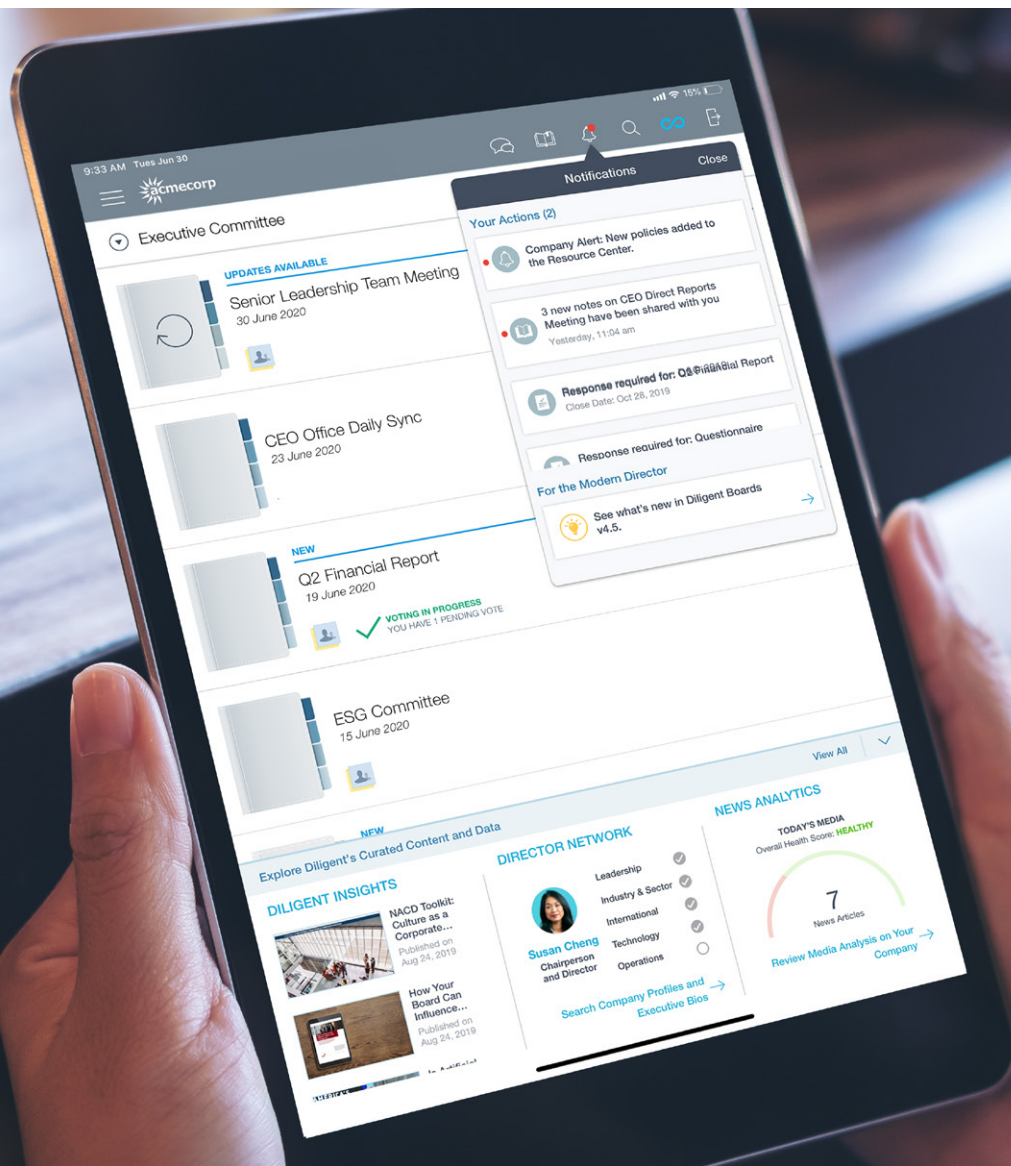 9:33 AM Tues Jun 30
15%
acmecorp
Executive Committee
Notifications
Close
Your Actions (2)
Company Alert: New policies added to
the Resource Center.
3 new notes on CEO Direct Reports
Meeting have been shared with you
Yesterday, 11:04 am
Response required for: Q2 Financial Report
Close Date: Oct 28, 2019
Response required for: Questionnaire
For the Modern Director
See what's new in Diligent Boards
v4.5.
UPDATES AVAILABLE
Senior Leadership Team Meeting
30 June 2020
CEO Office Daily Sync
23 June 2020
NEW
Q2 Financial Report
19 June 2020
VOTING IN PROGRESS
YOU HAVE 1 PENDING VOTE
ESG Committee
15 June 2020
NEW
Explore Diligent's Curated Content and Data
View All
DILIGENT INSIGHTS
NACD Toolkit:
Culture as a
Corporate...
Published on
Aug 24, 2019
How Your
Board Can
Influence...
Published on
Aug 24, 2019
DIRECTOR NETWORK
Susan Cheng
Chairperson
and Director
Leadership
Industry & Sector
International
Technology
Operations
Search Company Profiles and
Executive Bios
NEWS ANALYTICS
TODAY'S MEDIA
Overall Health Score: HEALTHY
7
News Articles
Review Media Analysis on Your
Company